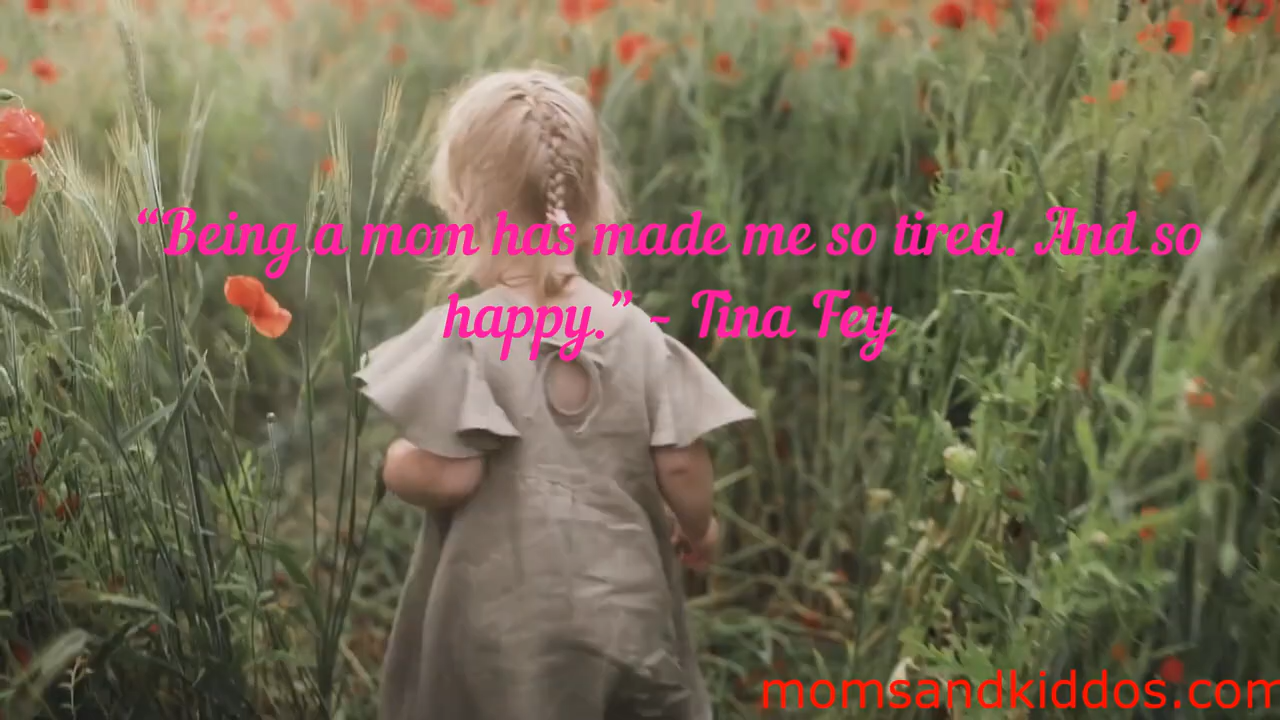 “Being a mom has made me so tired. And so
happy.” - Tina Fey
momsandkiddos.com